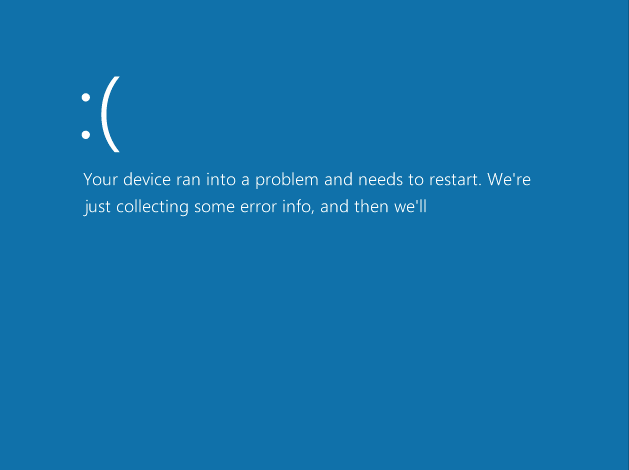 :(
Your device ran into a problem and needs to restart. We're
just collecting some error info, and then we'll